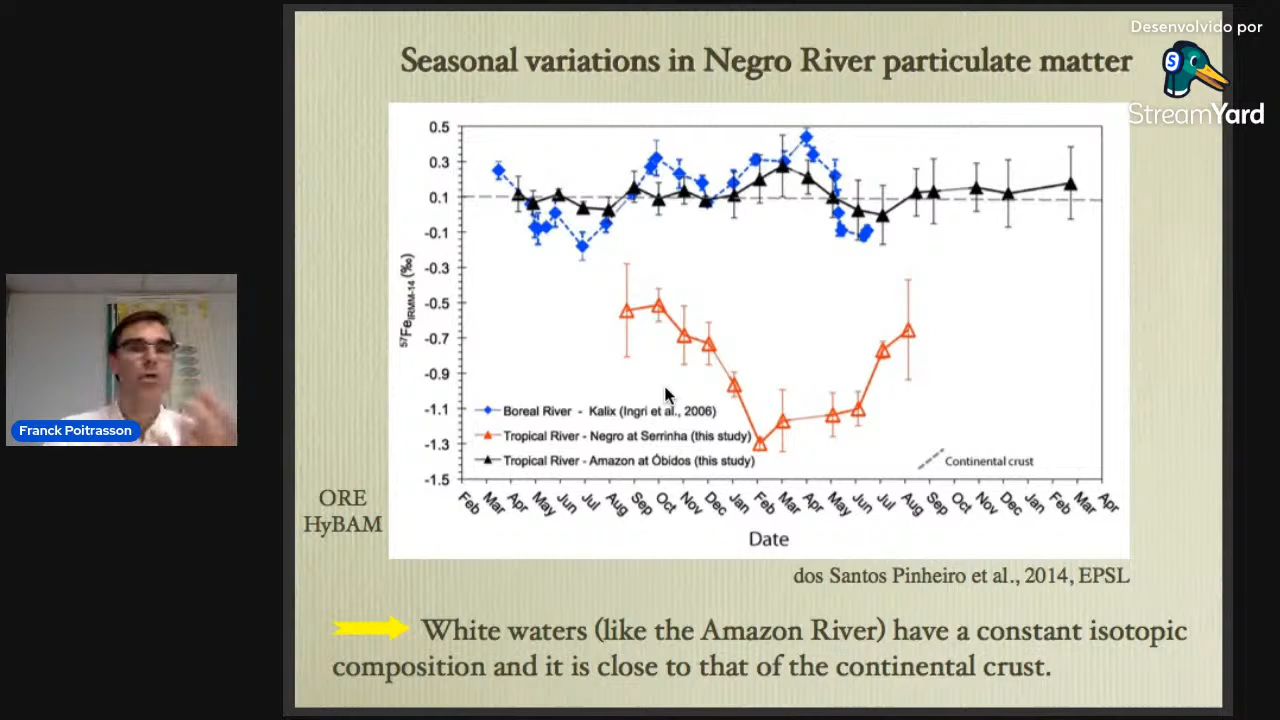 Desenvolvido por
StreamYard
Seasonal variations in Negro River particulate matter
0.5
0.3
0.1
-0.1
-0.3
-0.5
-0.7
-0.9
-1.1
-1.3
-1.5
57Fe IRMM-14 (‰)
Boreal River - Kalix (Ingri et al., 2006)
Tropical River - Negro at Serrinha (this study)
Tropical River - Amazon at Óbidos (this study)
Continental crust
Feb Mar Apr May Jun Jul Aug Sep Oct Nov Dec Jan Feb Mar Apr May Jun Jul Aug Sep Oct Nov Dec Jan Feb Mar Apr
Date
ORE
HyBAM
dos Santos Pinheiro et al., 2014, EPSL
White waters (like the Amazon River) have a constant isotopic
composition and it is close to that of the continental crust.
Franck Poitrasson